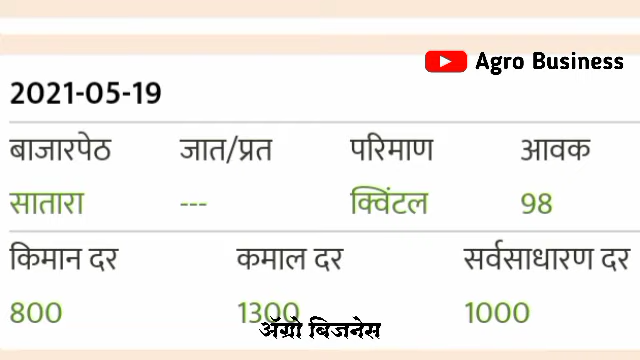 Agro Business
2021-05-19
बाजारपेठ जात/प्रत परिमाण आवक
सातारा --- क्विंटल 98
किमान दर कमाल दर सर्वसाधारण दर
800 1300 1000
ॲग्रो बिजनेस